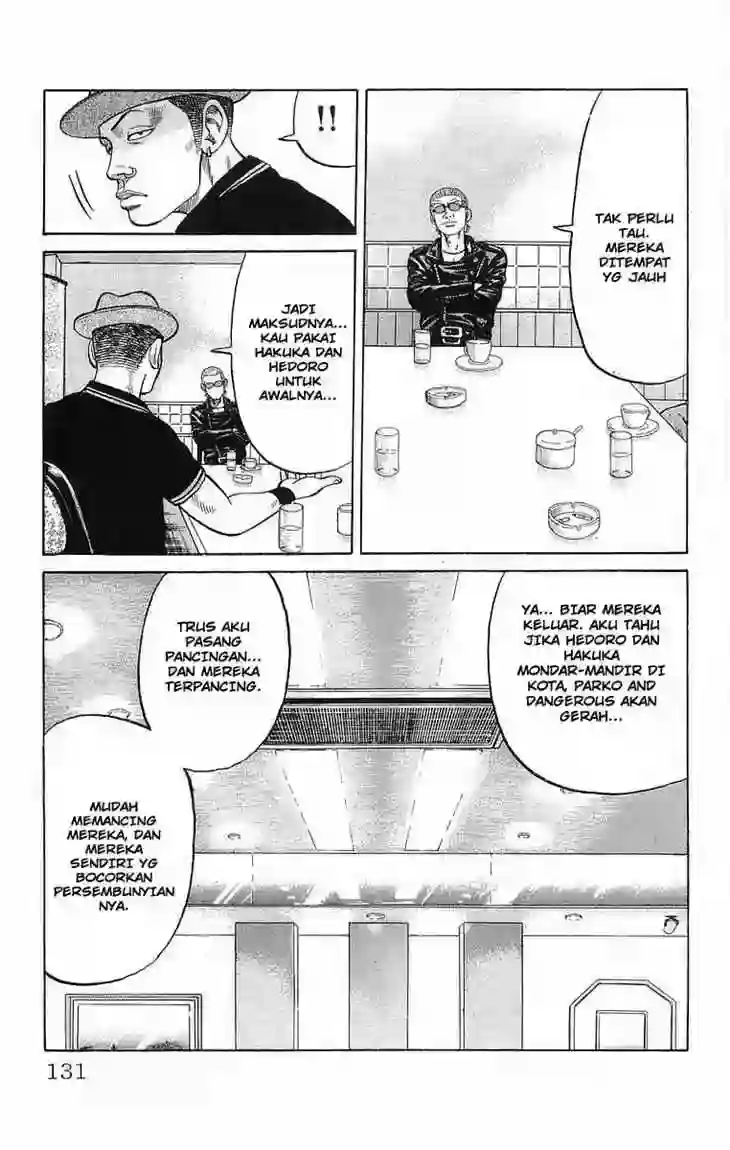 TAK PERLU
TAU.
MEREKA
DITEMPAT
YG JAUH
!!
JADI
MAKSUDNYA...
KAU PAKAI
HAKUKA DAN
HEDORO
UNTUK
AWALNYA...
YA... BIAR MEREKA
KELUAR. AKU TAHU
JIKA HEDORO DAN
HAKUKA
MONDAR-MANDIR DI
KOTA, PARKO AND
DANGEROUS AKAN
GERAH...
TRUS AKU
PASANG
PANCINGAN...
DAN MEREKA
TERPANCING.
MUDAH
MEMANCING
MEREKA, DAN
MEREKA
SENDIRI YG
BOCORKAN
PERSEMBUNYIAN
NYA.
131